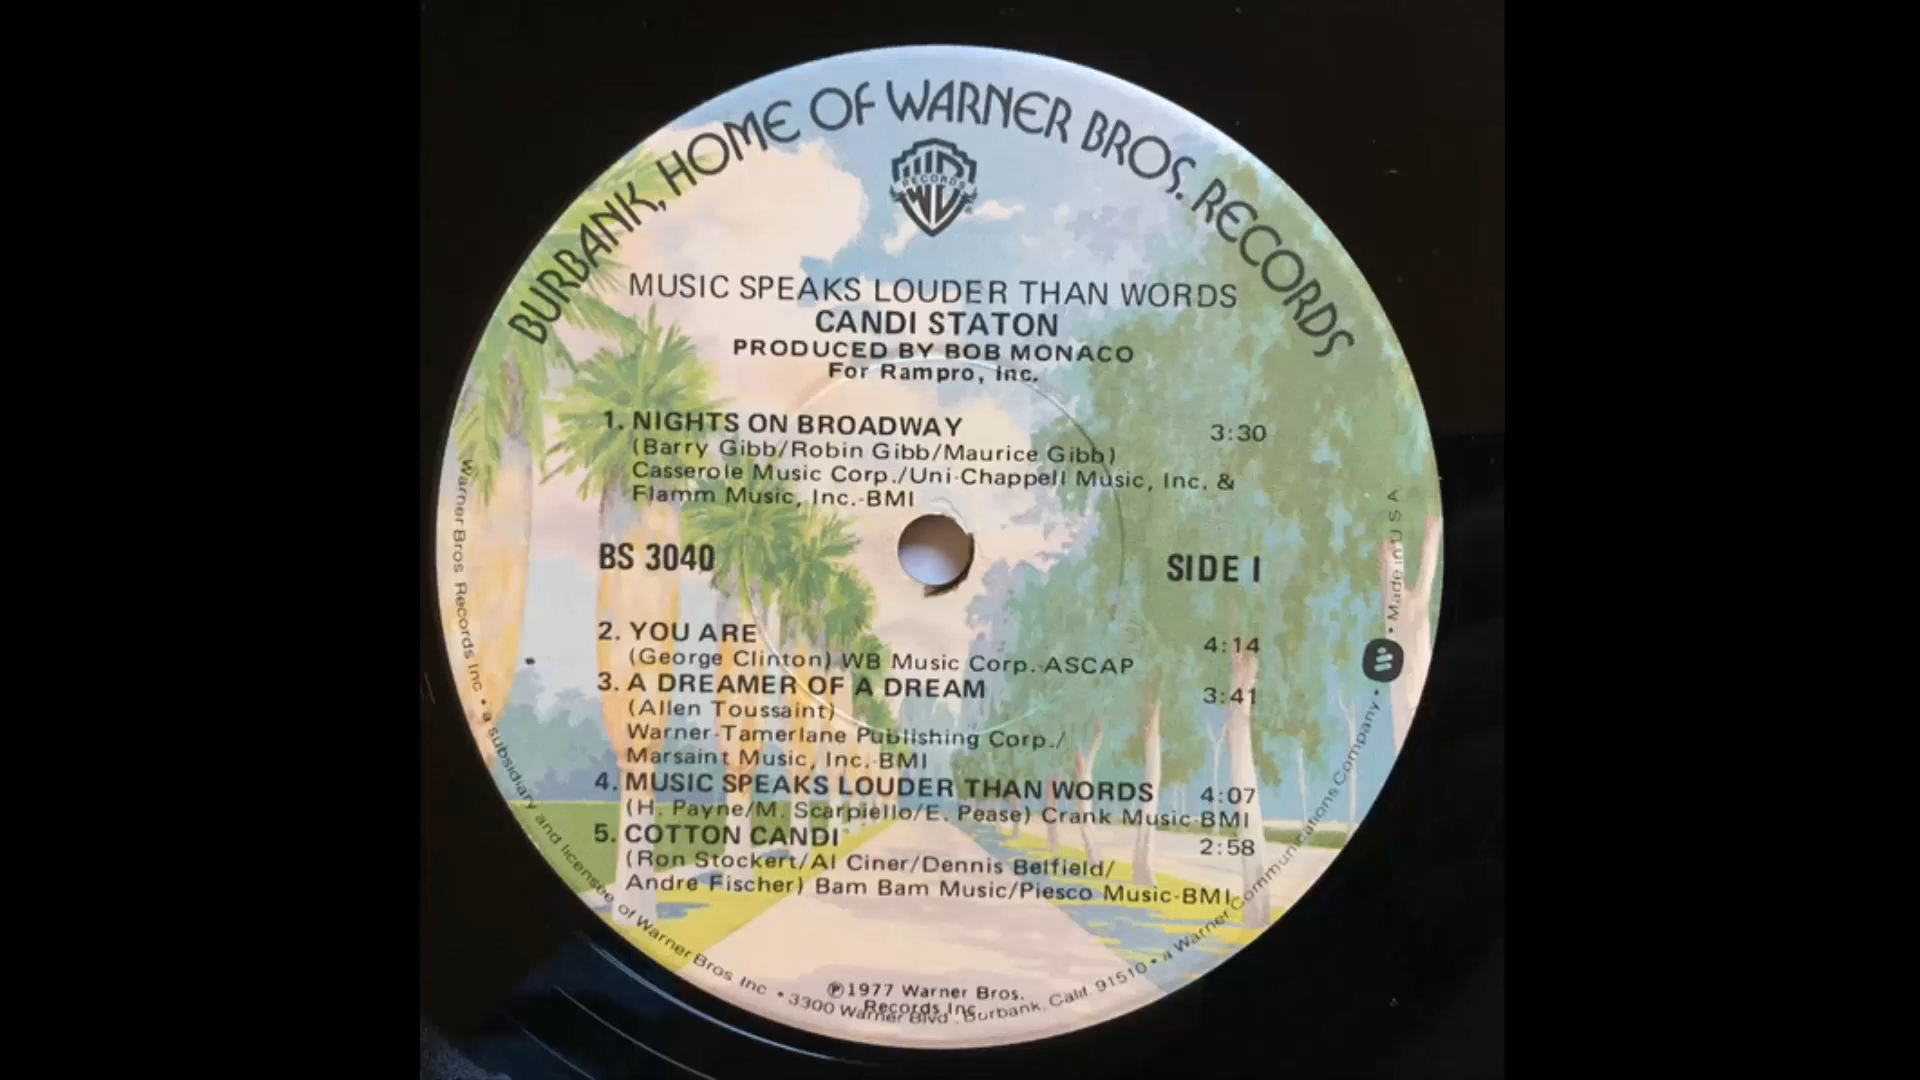 BURBANK, HOME OF WARNER BROS. RECORDS
RECORDS
MUSIC SPEAKS LOUDER THAN WORDS
CANDI STATON
PRODUCED BY BOB MONACO
For Rampro, Inc.
1. NIGHTS ON BROADWAY 3:30
(Barry Gibb/Robin Gibb/Maurice Gibb)
Casserole Music Corp./Uni-Chappell Music, Inc. &
Flamm Music, Inc.-BMI
BS 3040 SIDE 1
2. YOU ARE 4:14
(George Clinton) WB Music Corp.-ASCAP
3. A DREAMER OF A DREAM 3:41
(Allen Toussaint)
Warner-Tamerlane Publishing Corp./
Marsaint Music, Inc.-BMI
4. MUSIC SPEAKS LOUDER THAN WORDS 4:07
(H. Payne/M. Scarpiello/E. Pease) Crank Music-BMI
5. COTTON CANDI 2:58
(Ron Stockert/Al Ciner/Dennis Belfield/
Andre Fischer) Bam Bam Music/Piesco Music-BMI
℗1977 Warner Bros.
Records Inc.
Warner Bros Records Inc • a subsidiary and licensee of Warner Bros Inc • 3300 Warner Blvd . Burbank, Calif 91510 • a Warner Communications Company • • Made in U S A